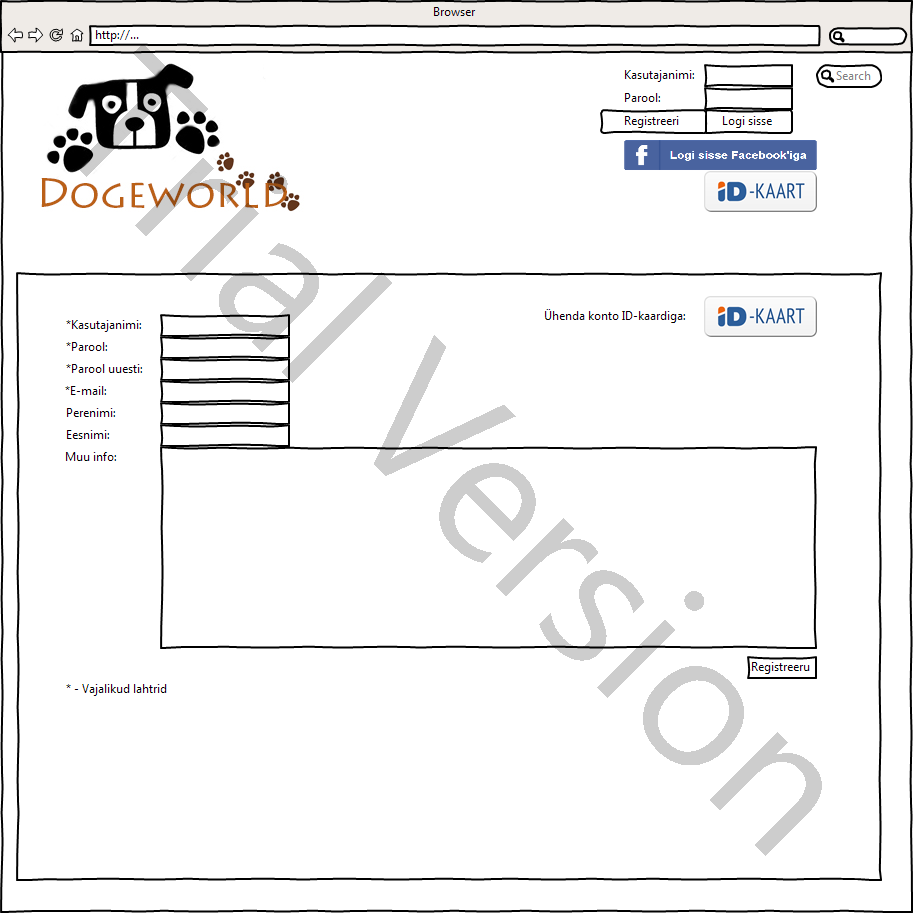 Browser
http://...
Kasutajanimi:
Search
Parool:
Registreeri
Logi sisse
f Logi sisse Facebook'iga
iD-KAART
DOGEWORLD
Ühenda konto ID-kaardiga:
iD-KAART
*Kasutajanimi:
*Parool:
*Parool uuesti:
*E-mail:
Perenimi:
Eesnimi:
Muu info:
Registreeru
* - Vajalikud lahtrid
Trial Version